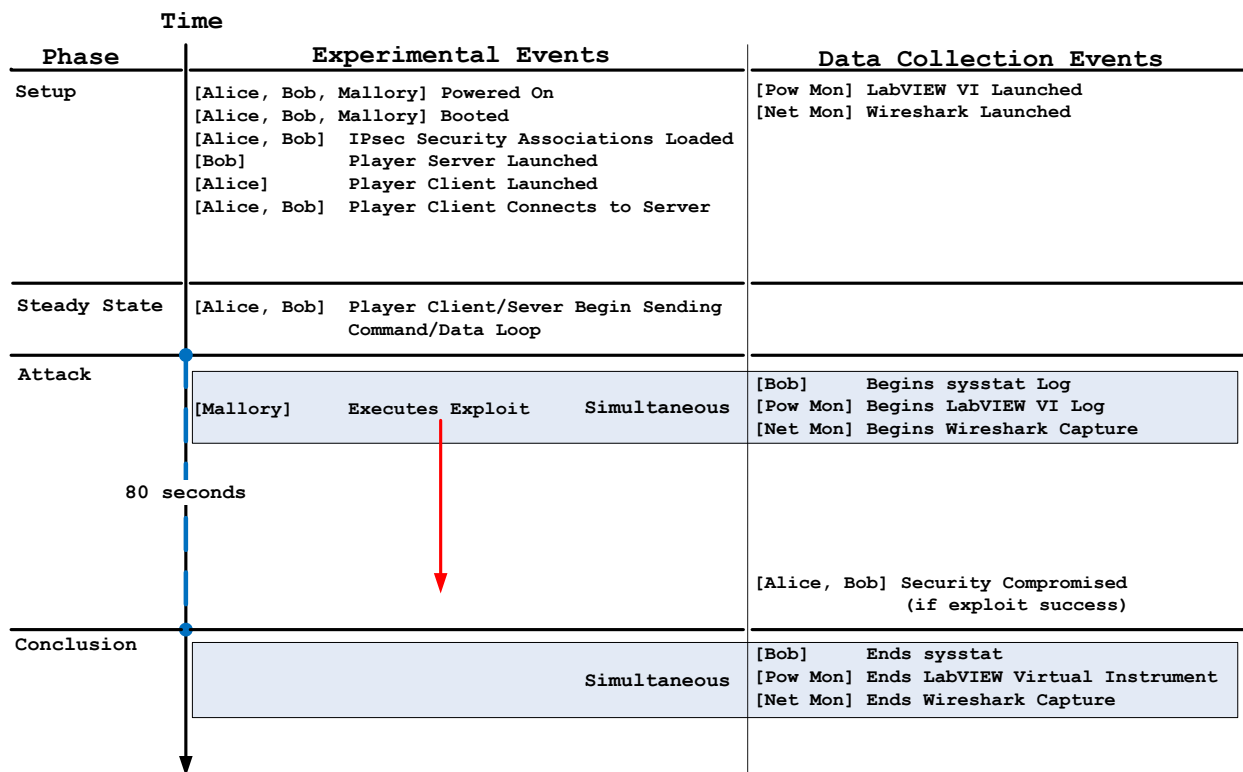 Time
Phase
Experimental Events
Data Collection Events
Setup
[Alice, Bob, Mallory] Powered On
[Alice, Bob, Mallory] Booted
[Alice, Bob] IPsec Security Associations Loaded
[Bob] Player Server Launched
[Alice] Player Client Launched
[Alice, Bob] Player Client Connects to Server
[Pow Mon] LabVIEW VI Launched
[Net Mon] Wireshark Launched
Steady State
[Alice, Bob] Player Client/Sever Begin Sending
Command/Data Loop
Attack
[Mallory] Executes Exploit Simultaneous
[Bob] Begins sysstat Log
[Pow Mon] Begins LabVIEW VI Log
[Net Mon] Begins Wireshark Capture
80 seconds
[Alice, Bob] Security Compromised
(if exploit success)
Conclusion
Simultaneous
[Bob] Ends sysstat
[Pow Mon] Ends LabVIEW Virtual Instrument
[Net Mon] Ends Wireshark Capture